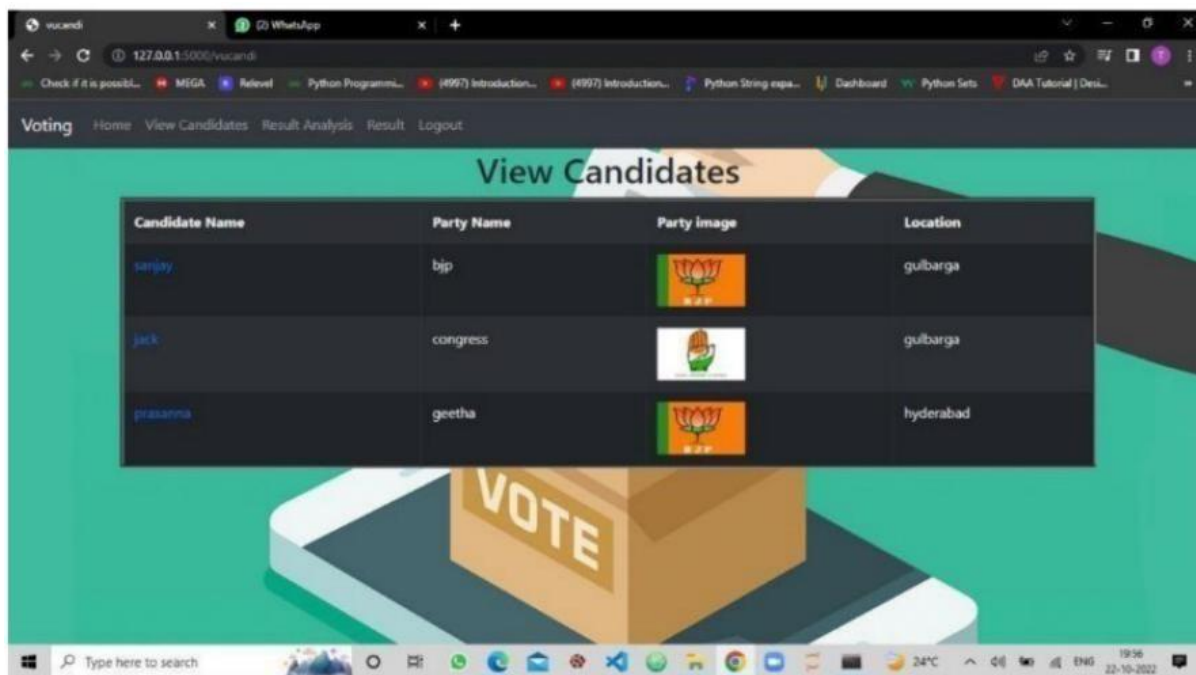 vucandi
(2) WhatsApp
127.0.0.1:5000/vucandi
Check if it is possibl... MEGA Relevel Python Programmi... (4997) Introduction... (4997) Introduction... Python String expa... Dashboard Python Sets DAA Tutorial | Desi...
Voting Home View Candidates Result Analysis Result Logout
View Candidates
Candidate Name Party Name Party image Location
sanjay bjp BJP gulbarga
jack congress gulbarga
prasanna geetha BJP hyderabad
VOTE
Type here to search 24°C ENG 19:56
22-10-2022